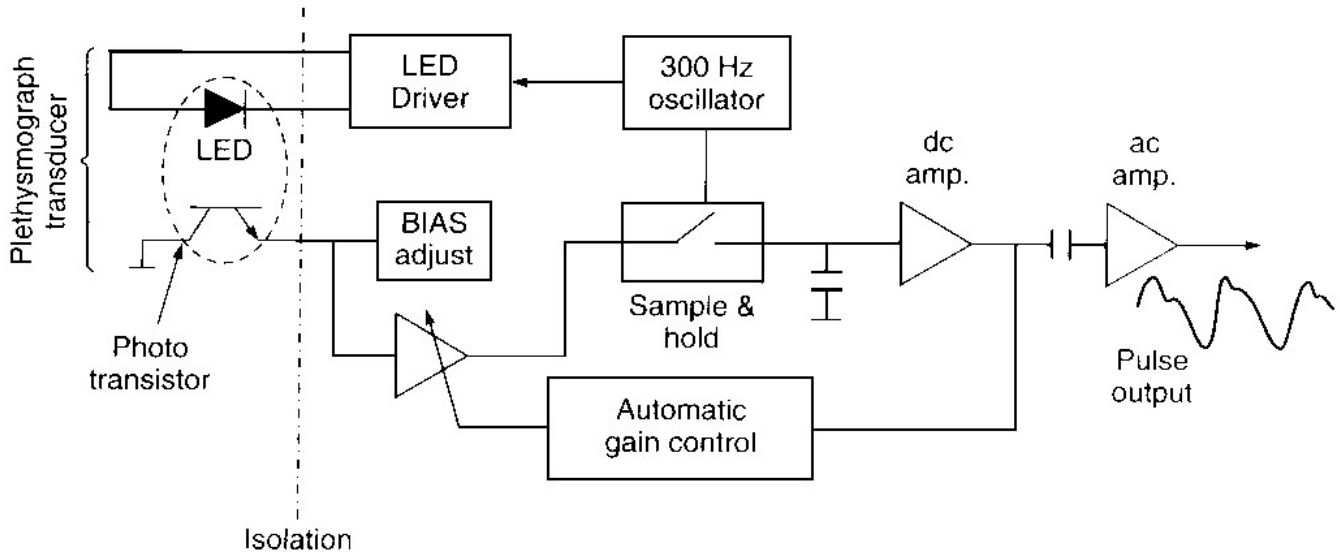 Plethysmograph
transducer
LED
Driver
300 Hz
oscillator
LED
dc
amp.
ac
amp.
BIAS
adjust
Sample &
hold
Photo
transistor
Automatic
gain control
Pulse
output
Isolation